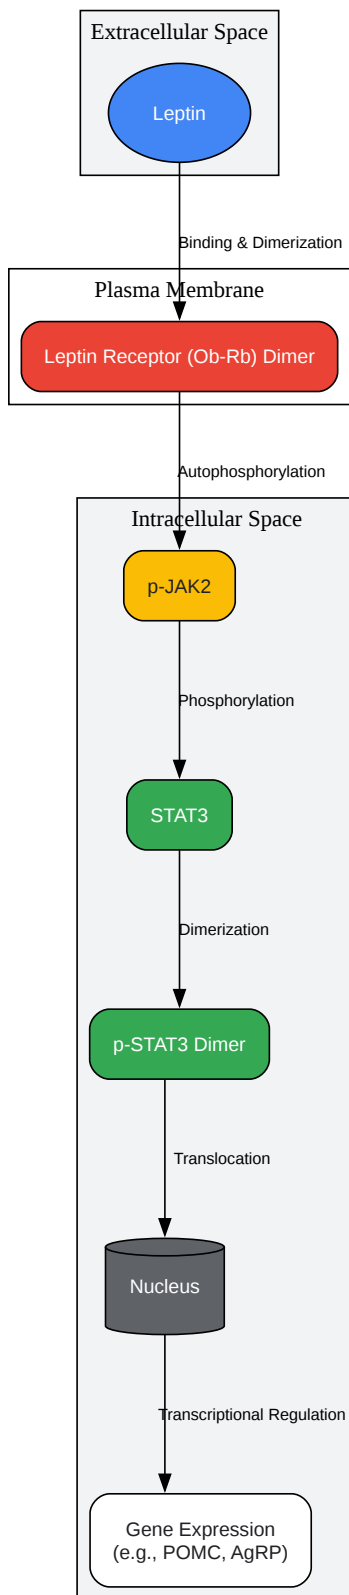 Extracellular Space
Leptin
Binding & Dimerization
Plasma Membrane
Leptin Receptor (Ob-Rb) Dimer
Autophosphorylation
Intracellular Space
p-JAK2
Phosphorylation
STAT3
Dimerization
p-STAT3 Dimer
Translocation
Nucleus
Transcriptional Regulation
Gene Expression
(e.g., POMC, AgRP)